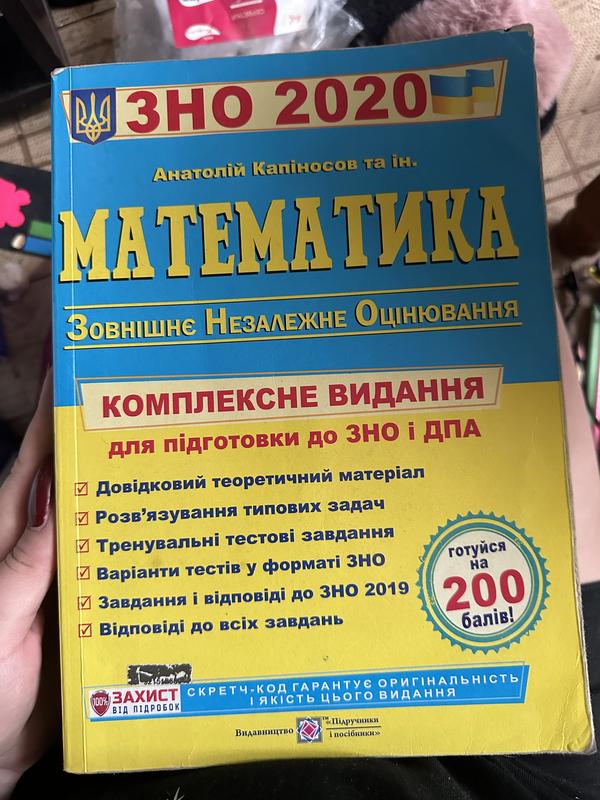 ЗНО 2020
Анатолій Капіносов та ін.
МАТЕМАТИКА
Зовнішнє Незалежне Оцінювання
КОМПЛЕКСНЕ ВИДАННЯ
для підготовки до ЗНО і ДПА
Довідковий теоретичний матеріал
Розв'язування типових задач
Тренувальні тестові завдання
Варіанти тестів у форматі ЗНО
Завдання і відповіді до ЗНО 2019
Відповіді до всіх завдань
готуйся
на
200
балів!
100%
ЗАХИСТ
ВІД ПІДРОБОК
СКРЕТЧ-КОД ГАРАНТУЄ ОРИГІНАЛЬНІСТЬ
І ЯКІСТЬ ЦЬОГО ВИДАННЯ
Видавництво ™ «Підручники
і посібники»